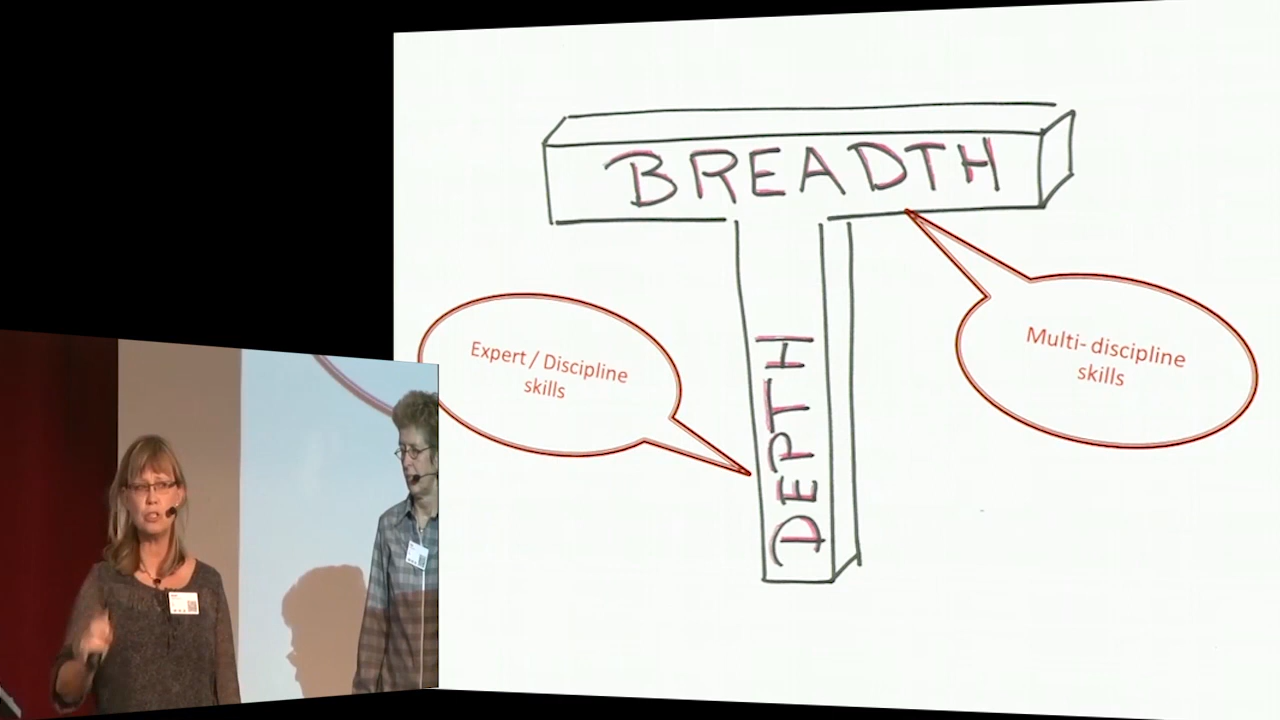 BREADTH
Expert / Discipline
skills
Multi- discipline
skills
DEPTH